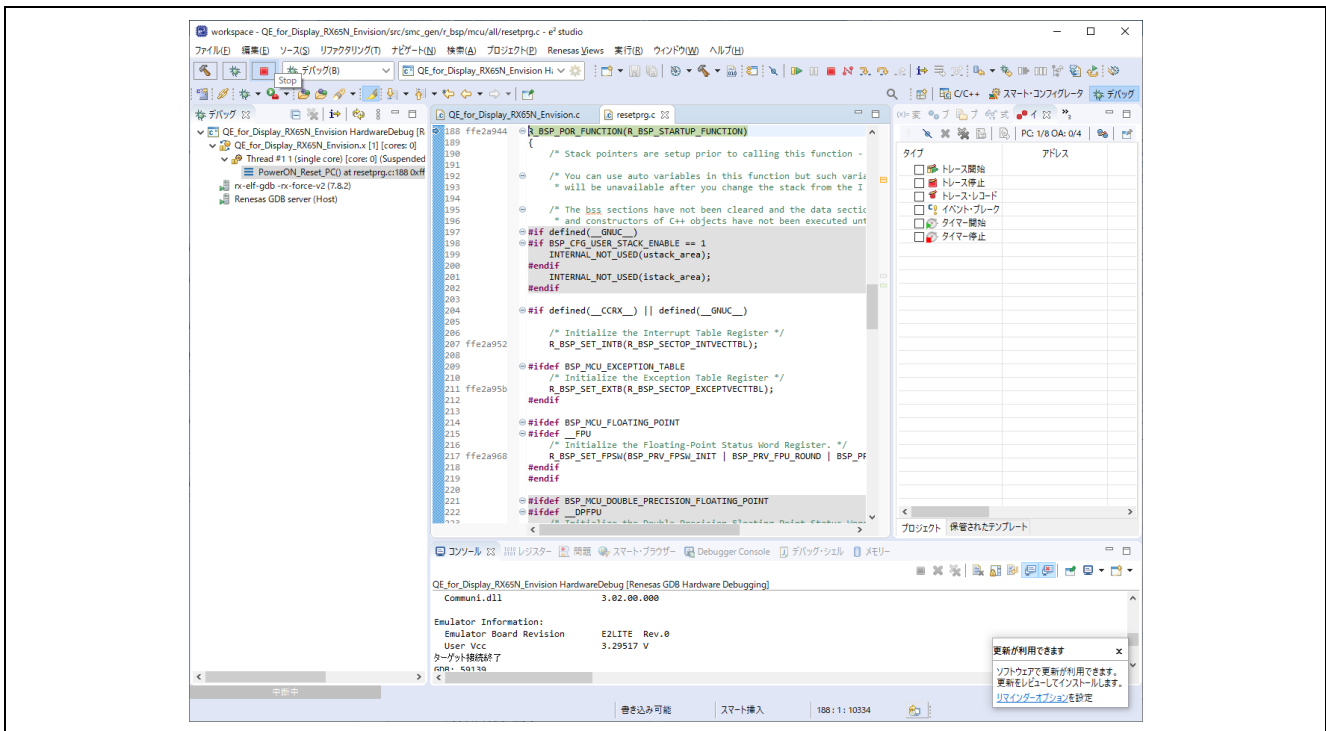 workspace - QE_for_Display_RX65N_Envision/src/smc_gen/r_bsp/mcu/all/resetprg.c - e² studio
ファイル(F) 編集(E) ソース(S) リファクタリング(T) ナビゲート(N) 検索(A) プロジェクト(P) Renesas Views 実行(R) ウィンドウ(W) ヘルプ(H)
デバッグ(B) QE_for_Display_RX65N_Envision H
Stop
C/C++ スマート・コンフィグレータ デバッグ
デバッグ
QE_for_Display_RX65N_Envision HardwareDebug [R
QE_for_Display_RX65N_Envision.x [1] [cores: 0]
Thread #1 1 (single core) [core: 0] (Suspended
PowerON_Reset_PC() at resetprg.c:188 0xff
rx-elf-gdb -rx-force-v2 (7.8.2)
Renesas GDB server (Host)
QE_for_Display_RX65N_Envision.c resetprg.c
188 ffe2a944 R_BSP_POR_FUNCTION(R_BSP_STARTUP_FUNCTION)
189 {
190 /* Stack pointers are setup prior to calling this function -
191
192 /* You can use auto variables in this function but such varia
193 * will be unavailable after you change the stack from the I
194
195 /* The bss sections have not been cleared and the data sectio
196 * and constructors of C++ objects have not been executed unt
197 #if defined(__GNUC__)
198 #if BSP_CFG_USER_STACK_ENABLE == 1
199 INTERNAL_NOT_USED(ustack_area);
200 #endif
201 INTERNAL_NOT_USED(istack_area);
202 #endif
203
204 #if defined(__CCRX__) || defined(__GNUC__)
205
206 /* Initialize the Interrupt Table Register */
207 ffe2a952 R_BSP_SET_INTB(R_BSP_SECTOP_INTVECTTBL);
208
209 #ifdef BSP_MCU_EXCEPTION_TABLE
210 /* Initialize the Exception Table Register */
211 ffe2a95b R_BSP_SET_EXTB(R_BSP_SECTOP_EXCEPTVECTTBL);
212 #endif
213
214 #ifdef BSP_MCU_FLOATING_POINT
215 #ifdef __FPU
216 /* Initialize the Floating-Point Status Word Register. */
217 ffe2a968 R_BSP_SET_FPSW(BSP_PRV_FPSW_INIT | BSP_PRV_FPU_ROUND | BSP_PR
218 #endif
219 #endif
220
221 #ifdef BSP_MCU_DOUBLE_PRECISION_FLOATING_POINT
222 #ifdef __DPFPU
PC: 1/8 OA: 0/4
タイプ アドレス
トレース開始
トレース停止
トレース・レコード
イベント・ブレーク
タイマー開始
タイマー停止
プロジェクト 保管されたテンプレート
コンソール レジスター 問題 スマート・ブラウザー Debugger Console デバッグ・シェル メモリー
QE_for_Display_RX65N_Envision HardwareDebug [Renesas GDB Hardware Debugging]
Communi.dll 3.02.00.000
Emulator Information:
Emulator Board Revision E2LITE Rev.0
User Vcc 3.29517 V
ターゲット接続終了
GDB: 59139
更新が利用できます x
ソフトウェアで更新が利用できます。
更新をレビューしてインストールします。
リマインダーオプションを設定
中断中
書き込み可能 スマート挿入 188 : 1 : 10334